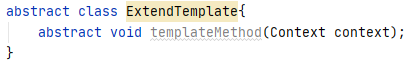 abstract class ExtendTemplate{
    abstract void templateMethod(Context context);
}